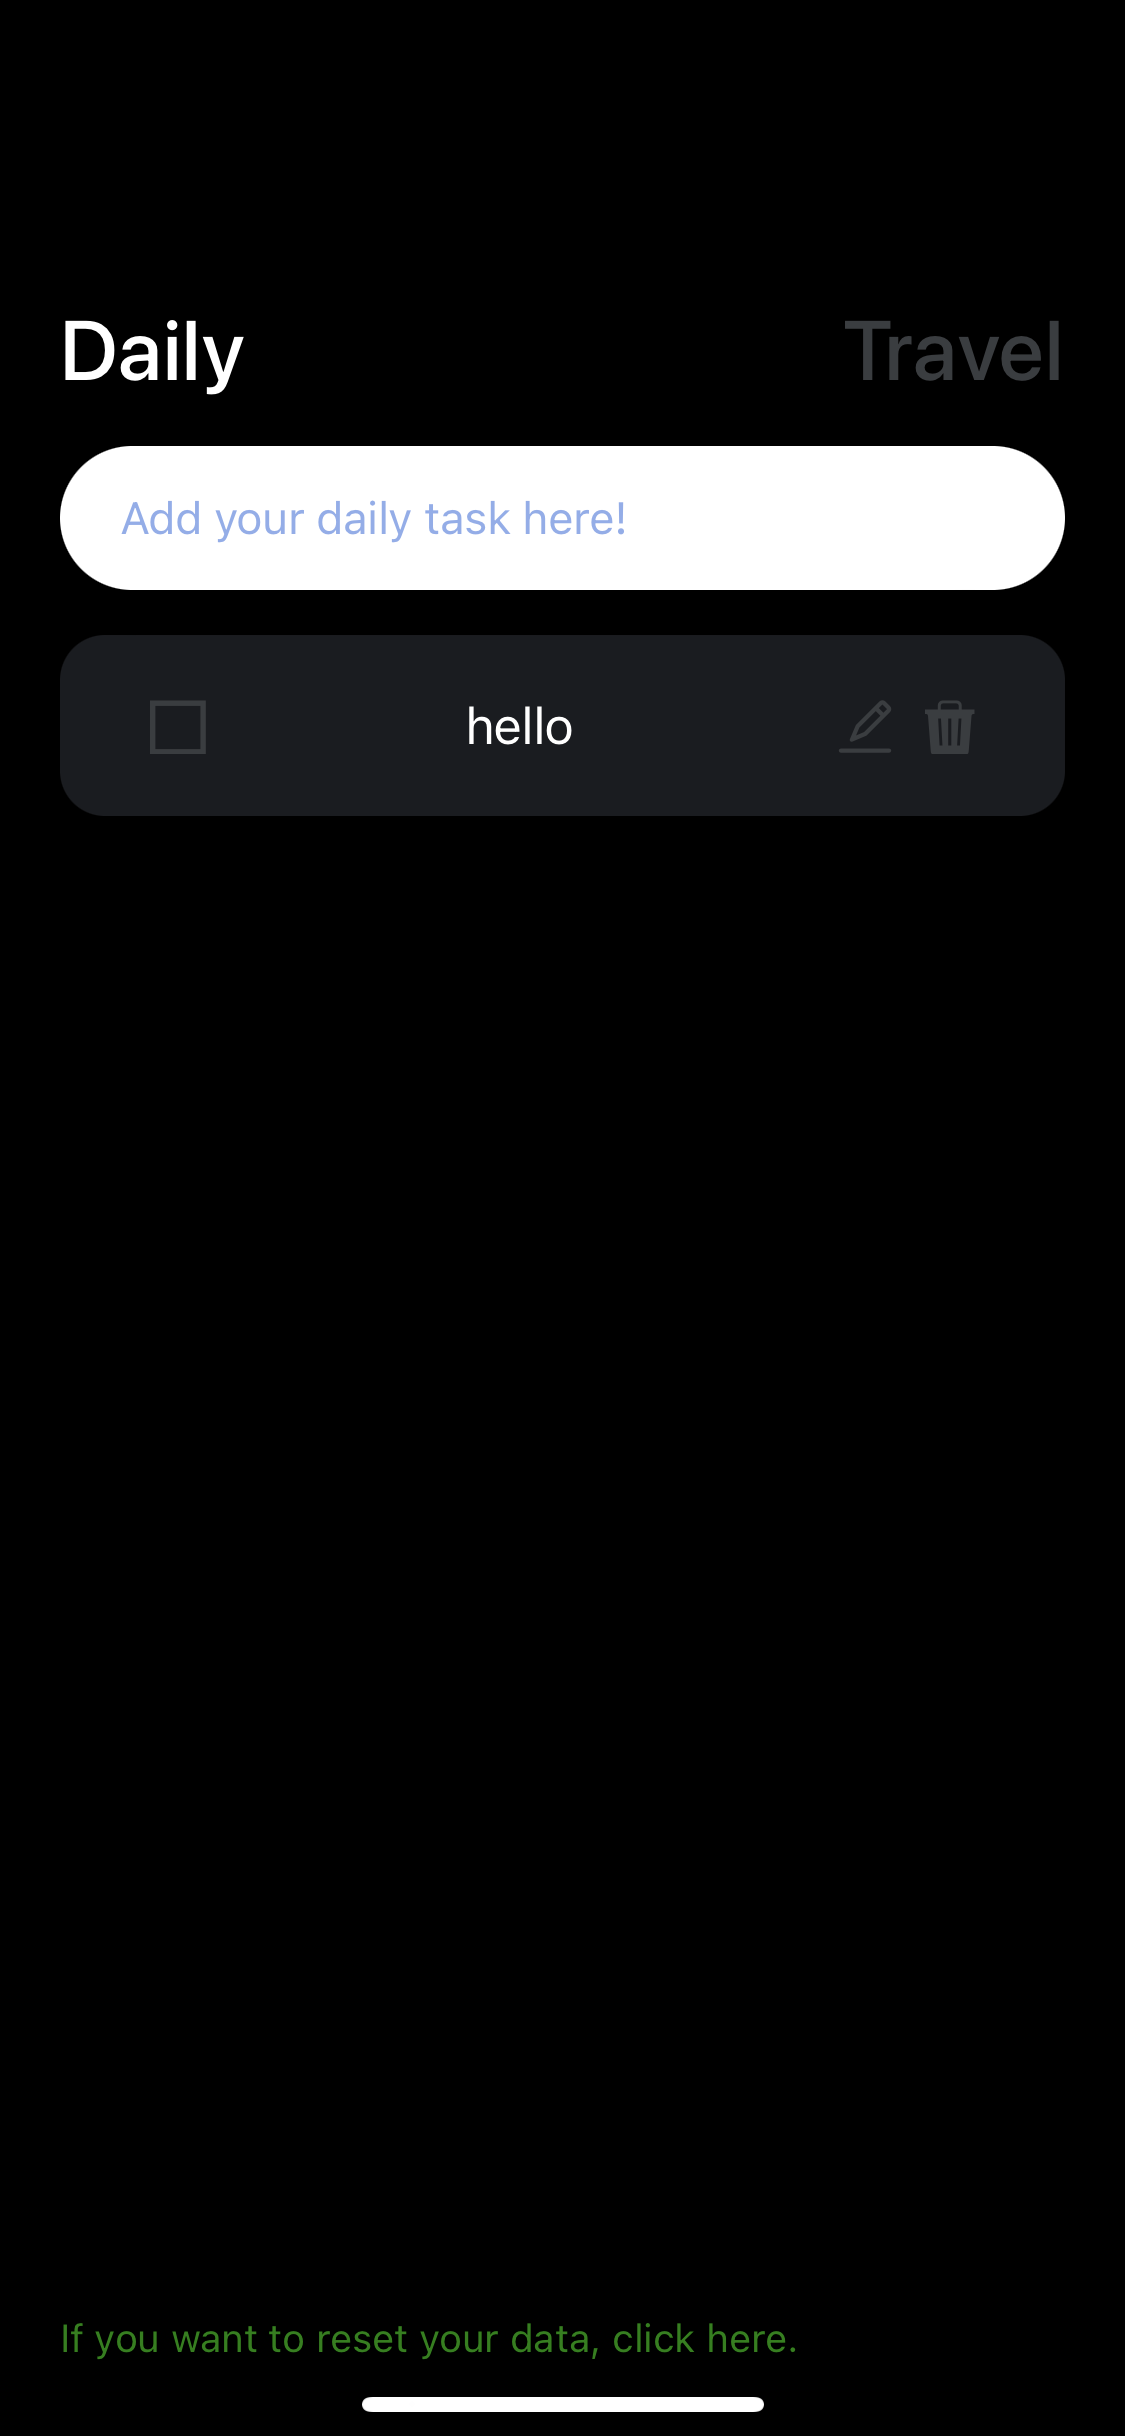 Daily
Travel
Add your daily task here!
hello
If you want to reset your data, click here.